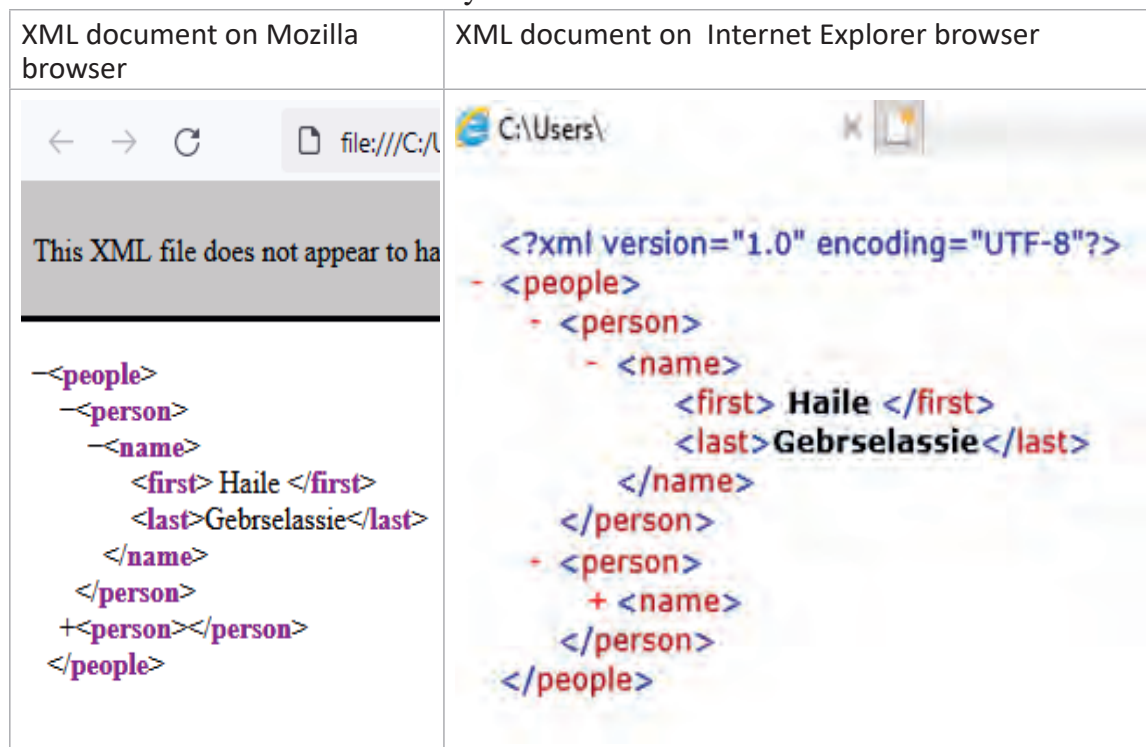 XML document on Mozilla
browser
XML document on Internet Explorer browser
file:///C:/U
This XML file does not appear to ha
−<people>
−<person>
−<name>
<first> Haile </first>
<last>Gebrselassie</last>
</name>
</person>
+<person></person>
</people>
C:\Users\
<?xml version="1.0" encoding="UTF-8"?>
- <people>
- <person>
- <name>
<first> Haile </first>
<last>Gebrselassie</last>
</name>
</person>
- <person>
+ <name>
</person>
</people>